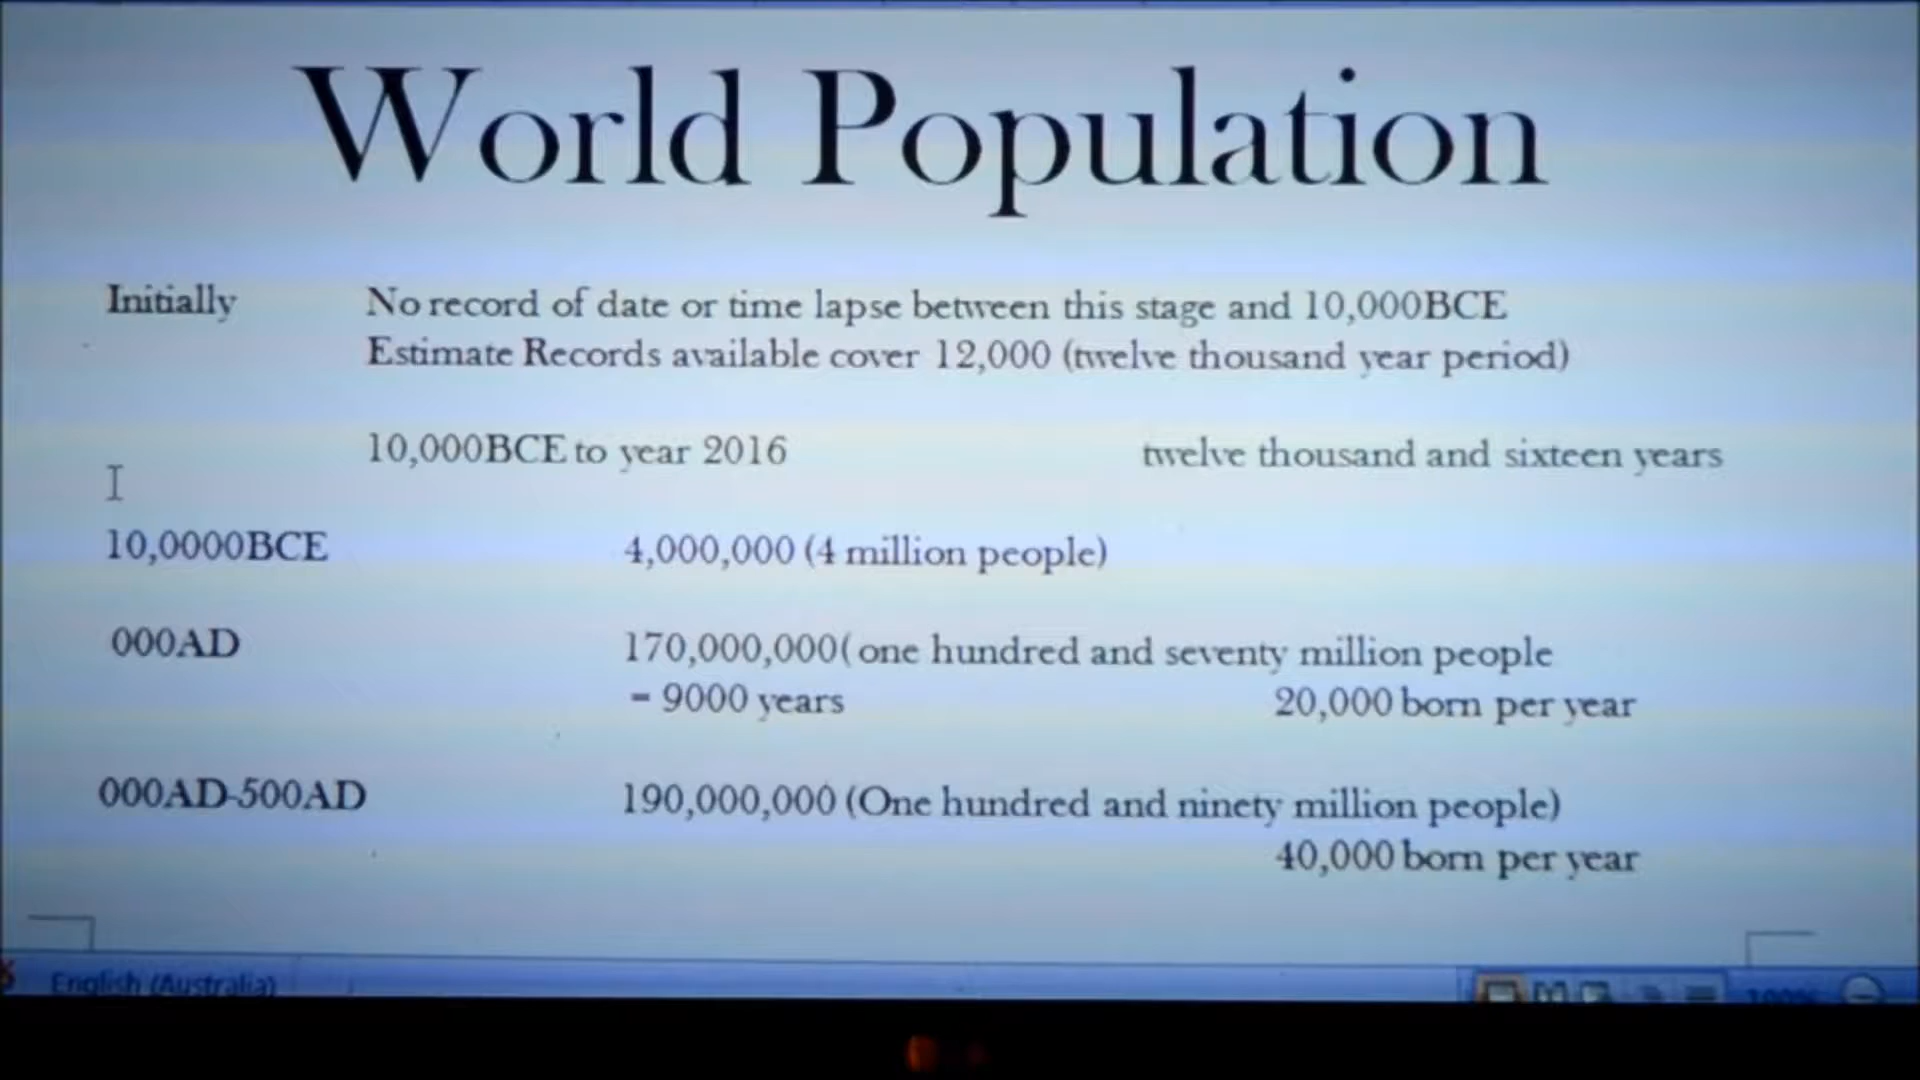 World Population
Initially No record of date or time lapse between this stage and 10,000BCE
Estimate Records available cover 12,000 (twelve thousand year period)
10,000BCE to year 2016 twelve thousand and sixteen years
10,0000BCE 4,000,000 (4 million people)
000AD 170,000,000( one hundred and seventy million people
= 9000 years 20,000 born per year
000AD-500AD 190,000,000 (One hundred and ninety million people)
40,000 born per year
English (Australia)
100%